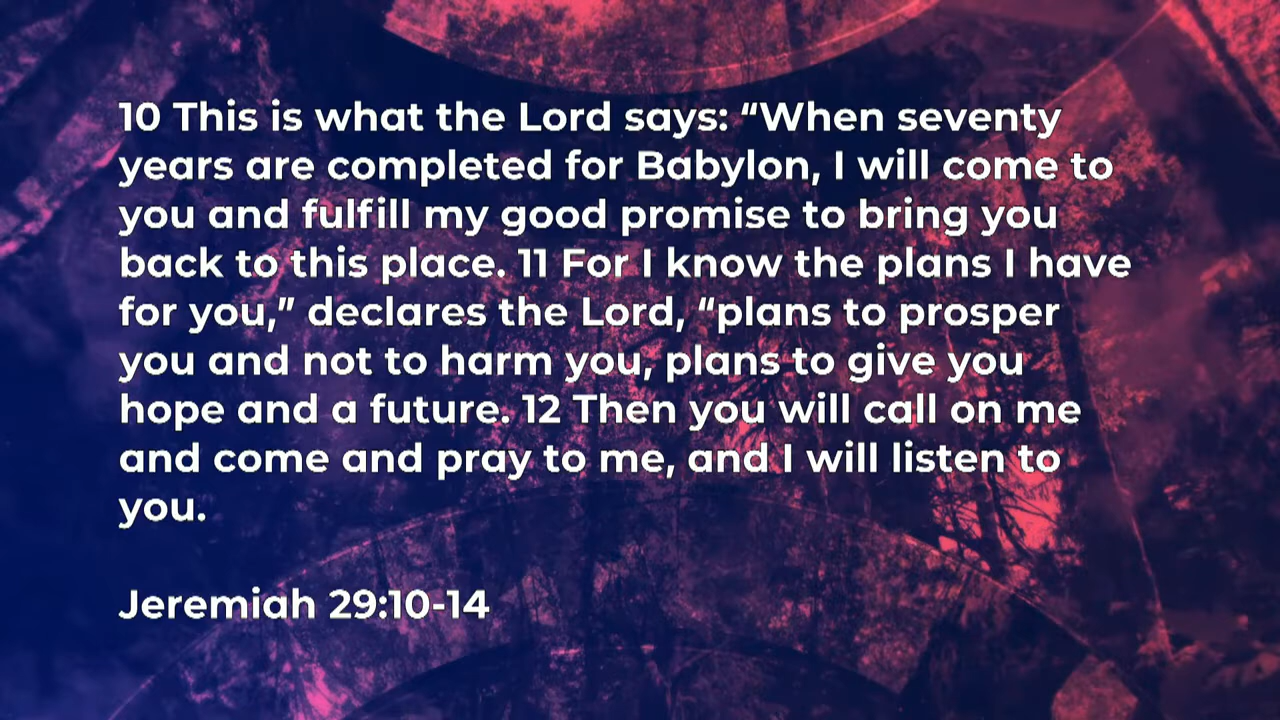 10 This is what the Lord says: “When seventy
years are completed for Babylon, I will come to
you and fulfill my good promise to bring you
back to this place. 11 For I know the plans I have
for you,” declares the Lord, “plans to prosper
you and not to harm you, plans to give you
hope and a future. 12 Then you will call on me
and come and pray to me, and I will listen to
you.
Jeremiah 29:10-14